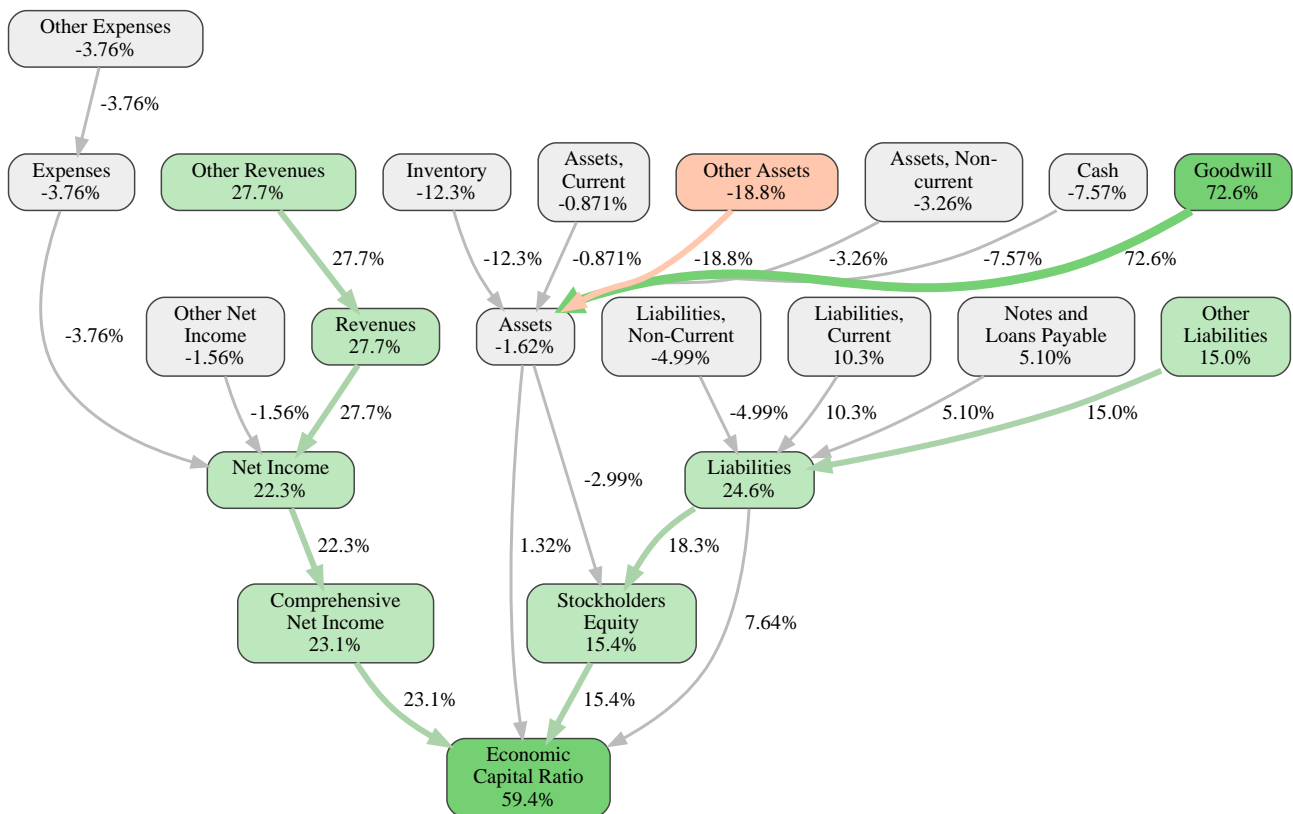 Other Expenses
-3.76%
-3.76%
Expenses
-3.76%
Other Revenues
27.7%
Inventory
-12.3%
Assets,
Current
-0.871%
Other Assets
-18.8%
Assets, Non-
current
-3.26%
Cash
-7.57%
Goodwill
72.6%
27.7%
-12.3%
-0.871%
-18.8%
-3.26%
-7.57%
72.6%
-3.76%
Other Net
Income
-1.56%
Revenues
27.7%
Assets
-1.62%
Liabilities,
Non-Current
-4.99%
Liabilities,
Current
10.3%
Notes and
Loans Payable
5.10%
Other
Liabilities
15.0%
-1.56%
27.7%
-4.99%
10.3%
5.10%
15.0%
Net Income
22.3%
-2.99%
Liabilities
24.6%
22.3%
1.32%
18.3%
Comprehensive
Net Income
23.1%
Stockholders
Equity
15.4%
7.64%
23.1%
15.4%
Economic
Capital Ratio
59.4%